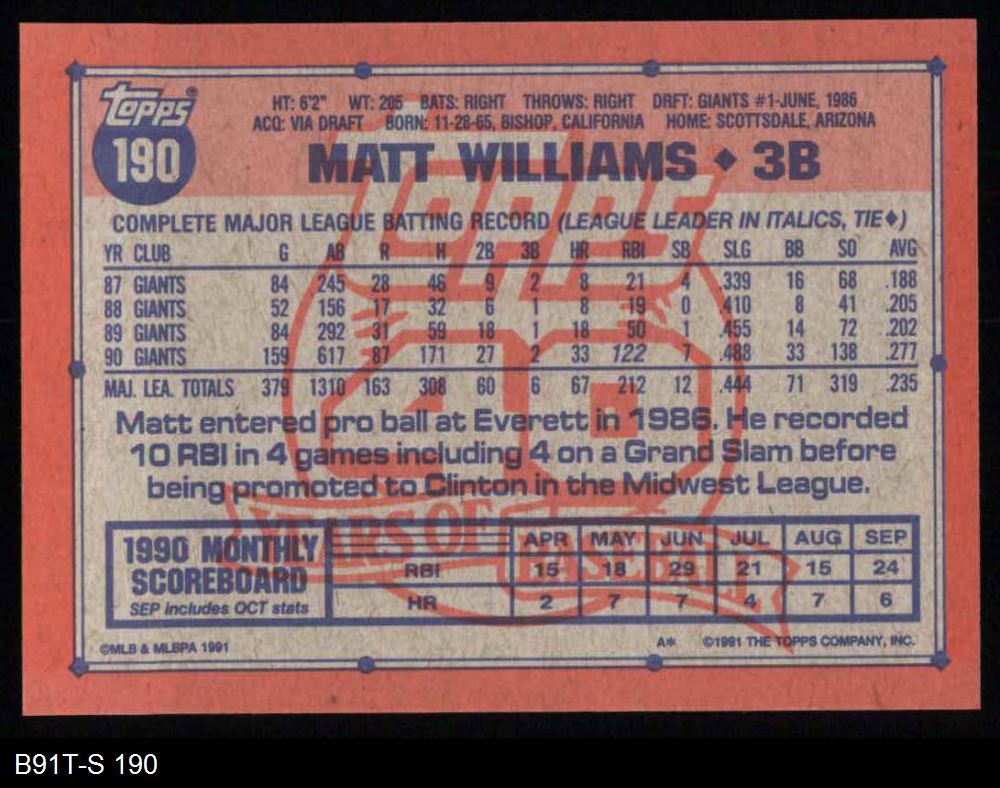 TOPPS®
190
HT: 6'2" WT: 205 BATS: RIGHT THROWS: RIGHT DRFT: GIANTS #1-JUNE, 1986
ACQ: VIA DRAFT BORN: 11-28-65, BISHOP, CALIFORNIA HOME: SCOTTSDALE, ARIZONA
MATT WILLIAMS ♦ 3B
TOPPS
40
YEARS OF BASEBALL
COMPLETE MAJOR LEAGUE BATTING RECORD (LEAGUE LEADER IN ITALICS, TIE♦)
YR CLUB G AB R H 2B 3B HR RBI SB SLG BB SO AVG
87 GIANTS 84 245 28 46 9 2 8 21 4 .339 16 68 .188
88 GIANTS 52 156 17 32 6 1 8 19 0 .410 8 41 .205
89 GIANTS 84 292 31 59 18 1 18 50 1 .455 14 72 .202
90 GIANTS 159 617 87 171 27 2 33 122 7 .488 33 138 .277
MAJ. LEA. TOTALS 379 1310 163 308 60 6 67 212 12 .444 71 319 .235
Matt entered pro ball at Everett in 1986. He recorded
10 RBI in 4 games including 4 on a Grand Slam before
being promoted to Clinton in the Midwest League.
1990 MONTHLY
SCOREBOARD
SEP includes OCT stats
APR MAY JUN JUL AUG SEP
RBI 15 18 29 21 15 24
HR 2 7 7 4 7 6
©MLB & MLBPA 1991
A* ©1991 THE TOPPS COMPANY, INC.
B91T-S 190